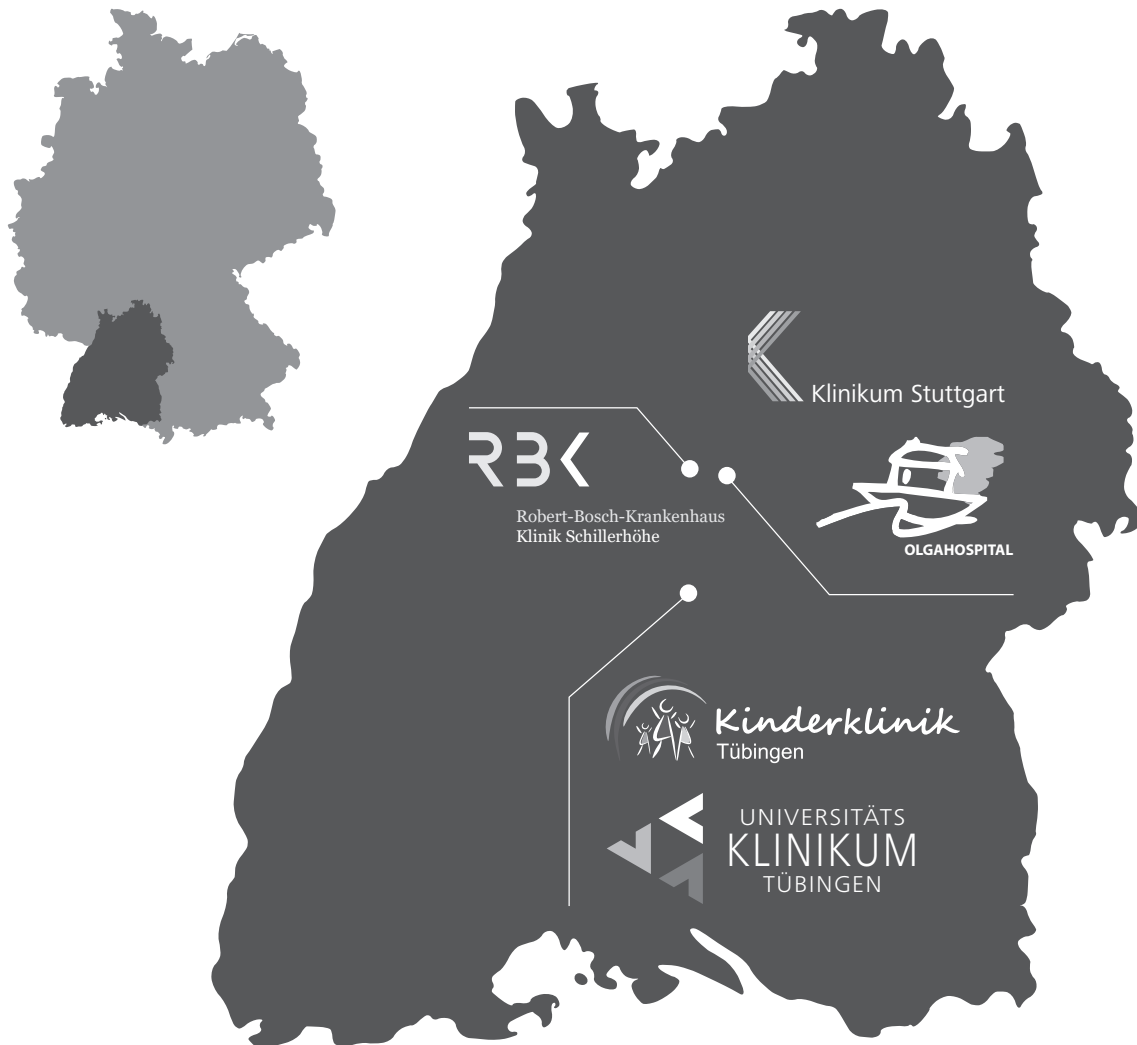 Klinikum Stuttgart
RBK
Robert-Bosch-Krankenhaus
Klinik Schillerhöhe
OLGAHOSPITAL
Kinderklinik
Tübingen
UNIVERSITÄTS
KLINIKUM
TÜBINGEN